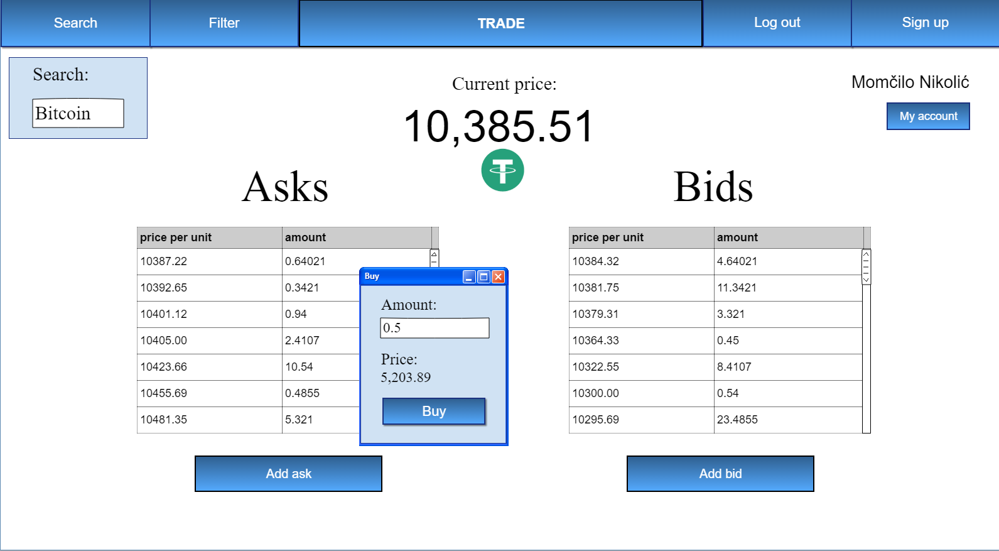 Search Filter TRADE Log out Sign up
Search:
Bitcoin
Current price:
10,385.51
Momčilo Nikolić
My account
Asks
price per unit amount
10387.22 0.64021
10392.65 0.3421
10401.12 0.94
10405.00 2.4107
10423.66 10.54
10455.69 0.4855
10481.35 5.321
Add ask
Buy
Amount:
0.5
Price:
5,203.89
Buy
Bids
price per unit amount
10384.32 4.64021
10381.75 11.3421
10379.31 3.321
10364.33 0.45
10322.55 8.4107
10300.00 0.54
10295.69 23.4855
Add bid